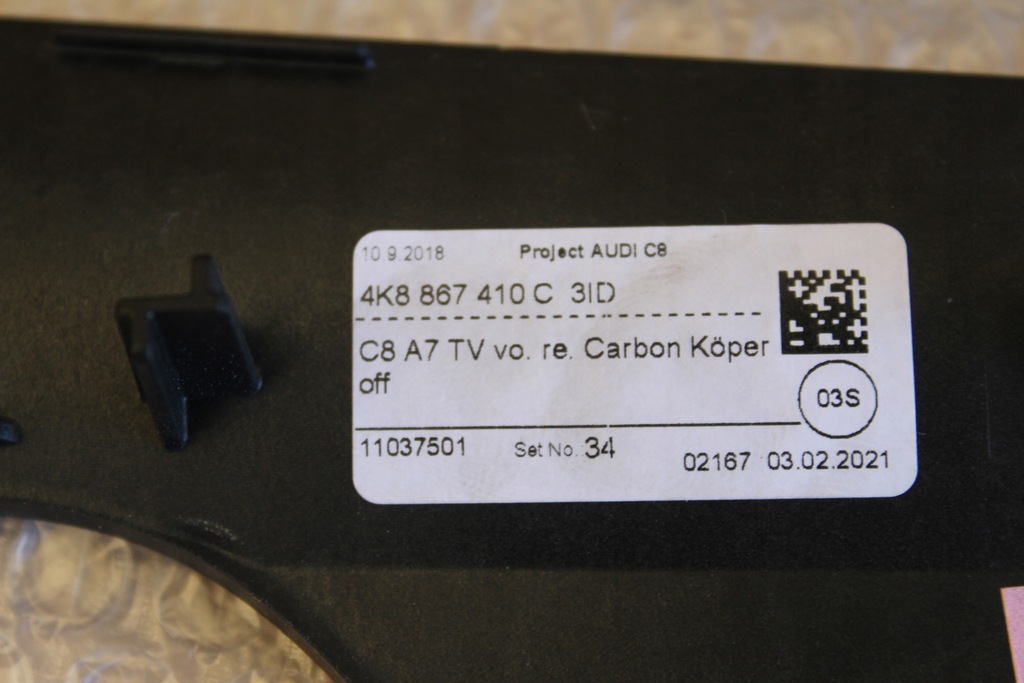 10 9.2018 Project AUDI C8
4K8 867 410 C 3ID
C8 A7 TV vo. re. Carbon Köper
off
03S
11037501 Set No. 34
02167 03.02.2021